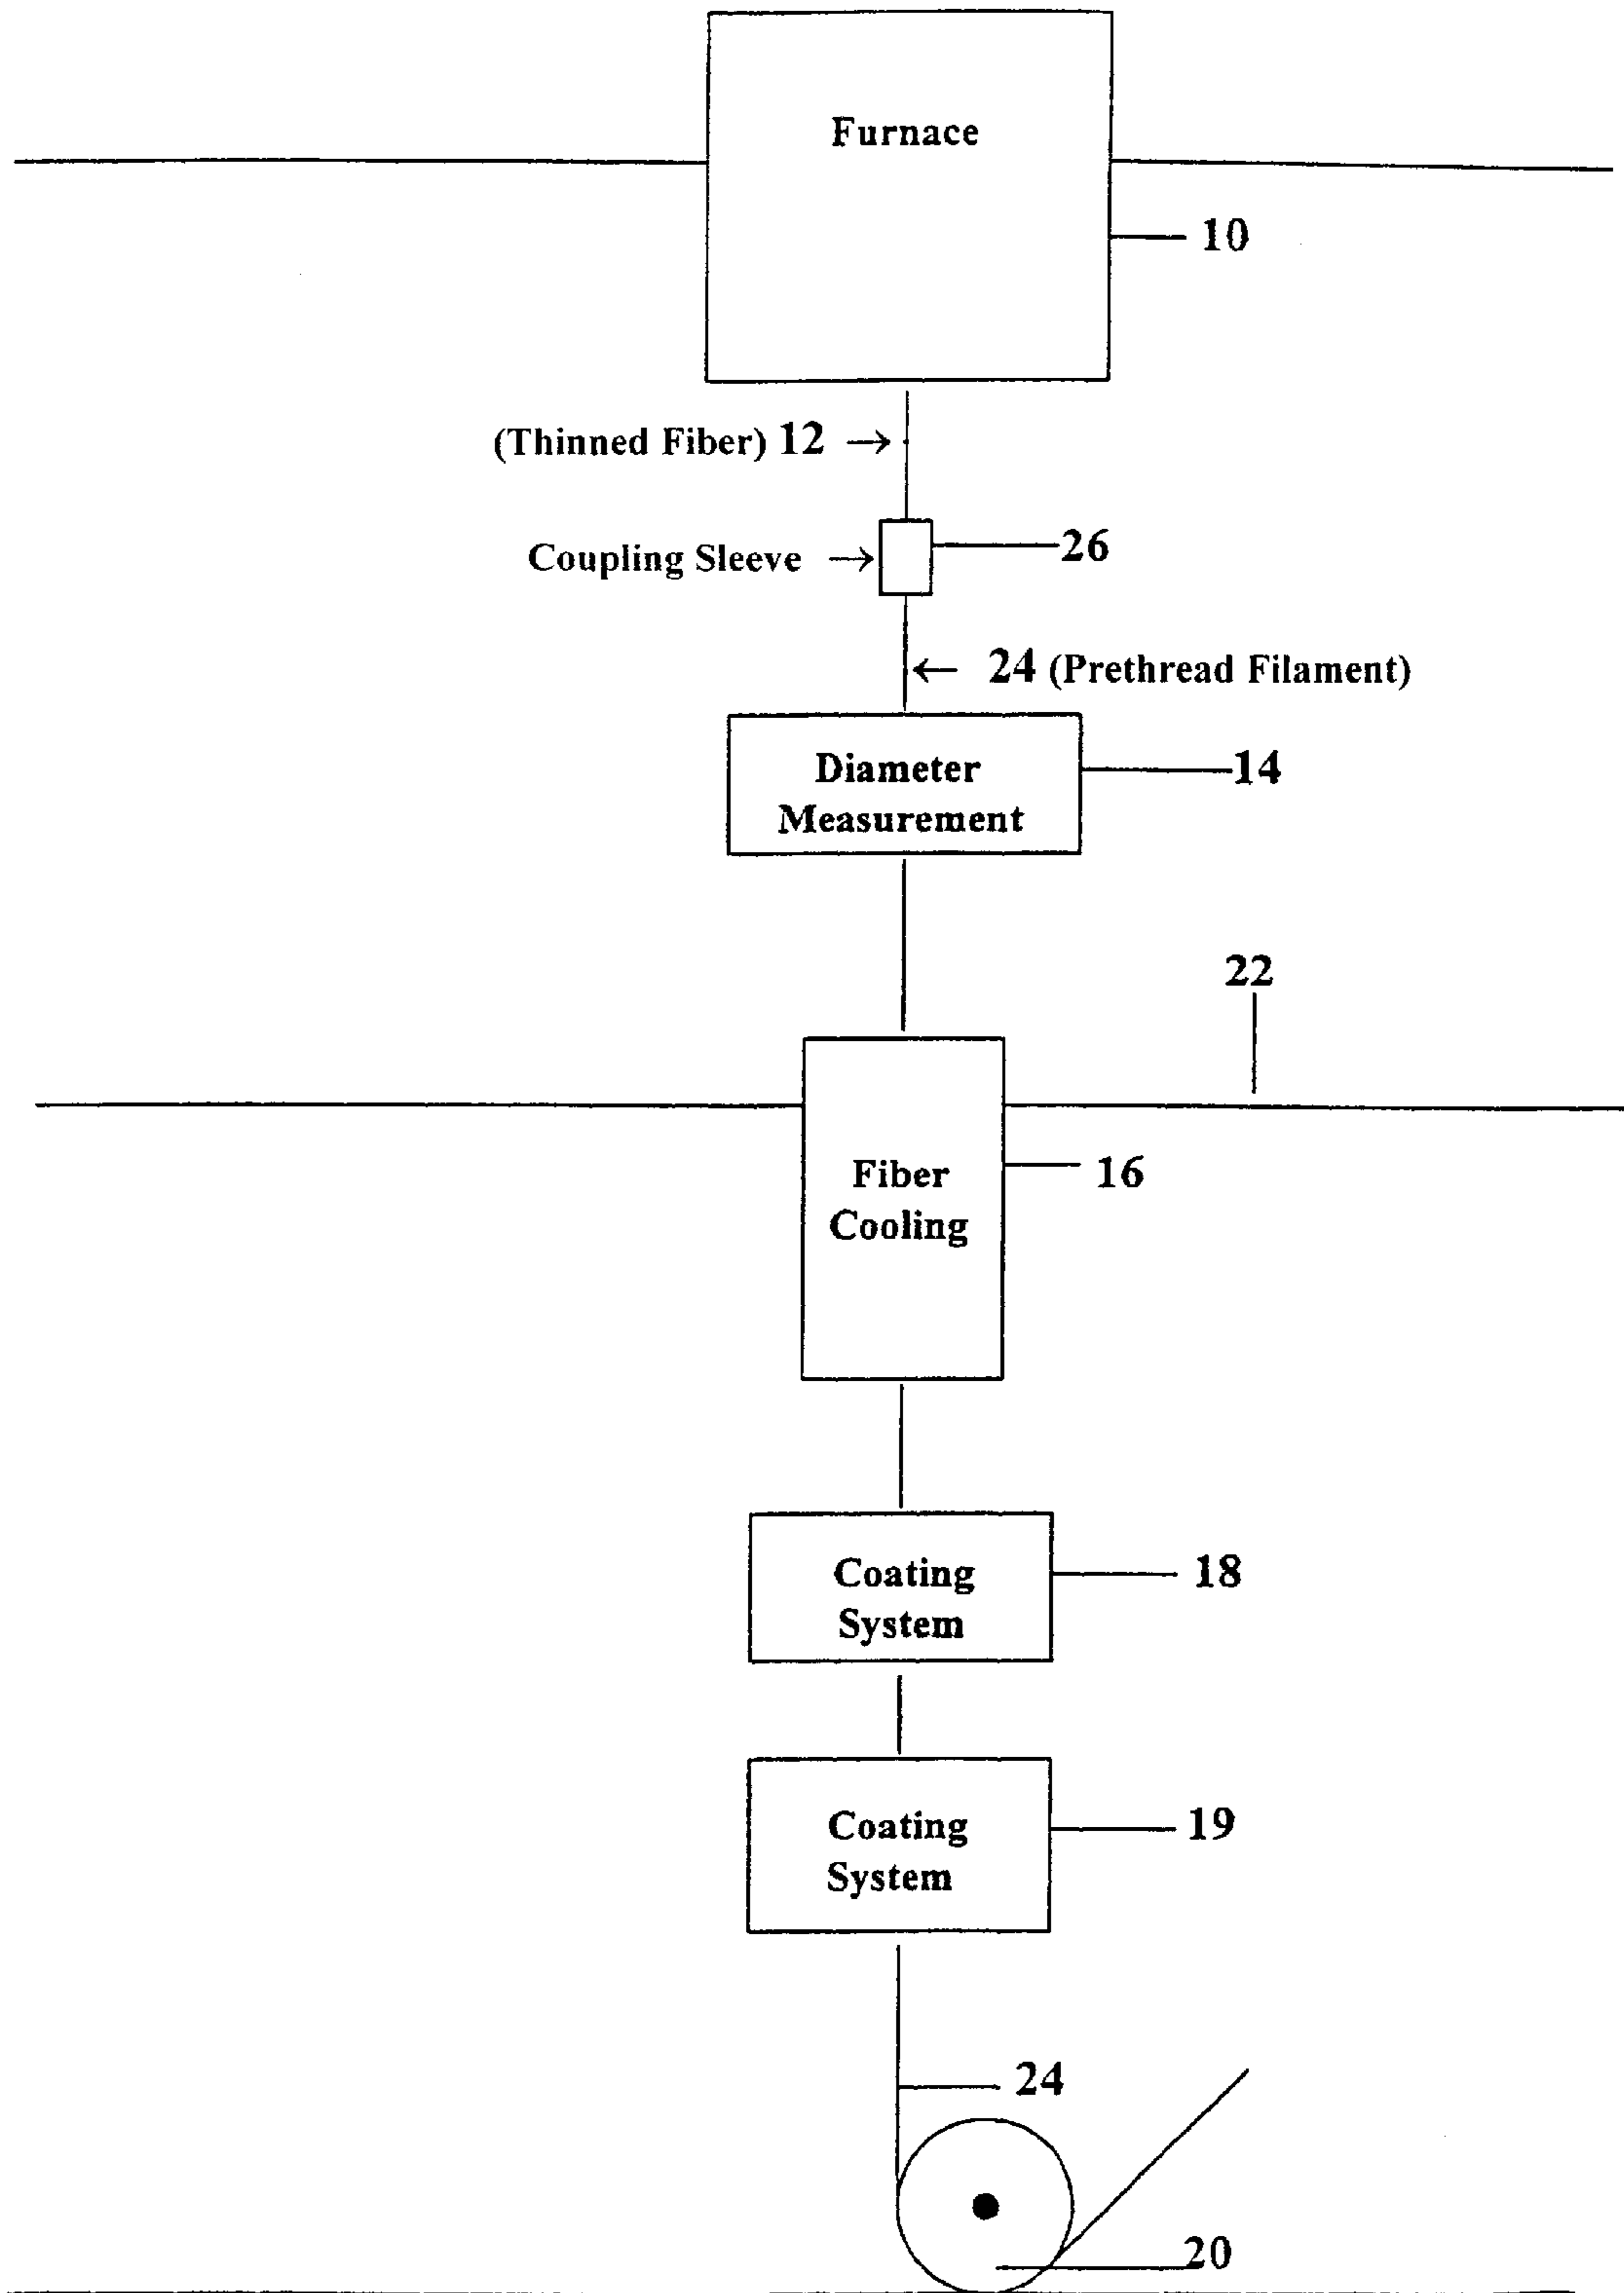 Furnace
10
(Thinned Fiber) 12 →
Coupling Sleeve →
26
← 24 (Prethread Filament)
Diameter
Measurement
14
22
Fiber
Cooling
16
Coating
System
18
Coating
System
19
24
20